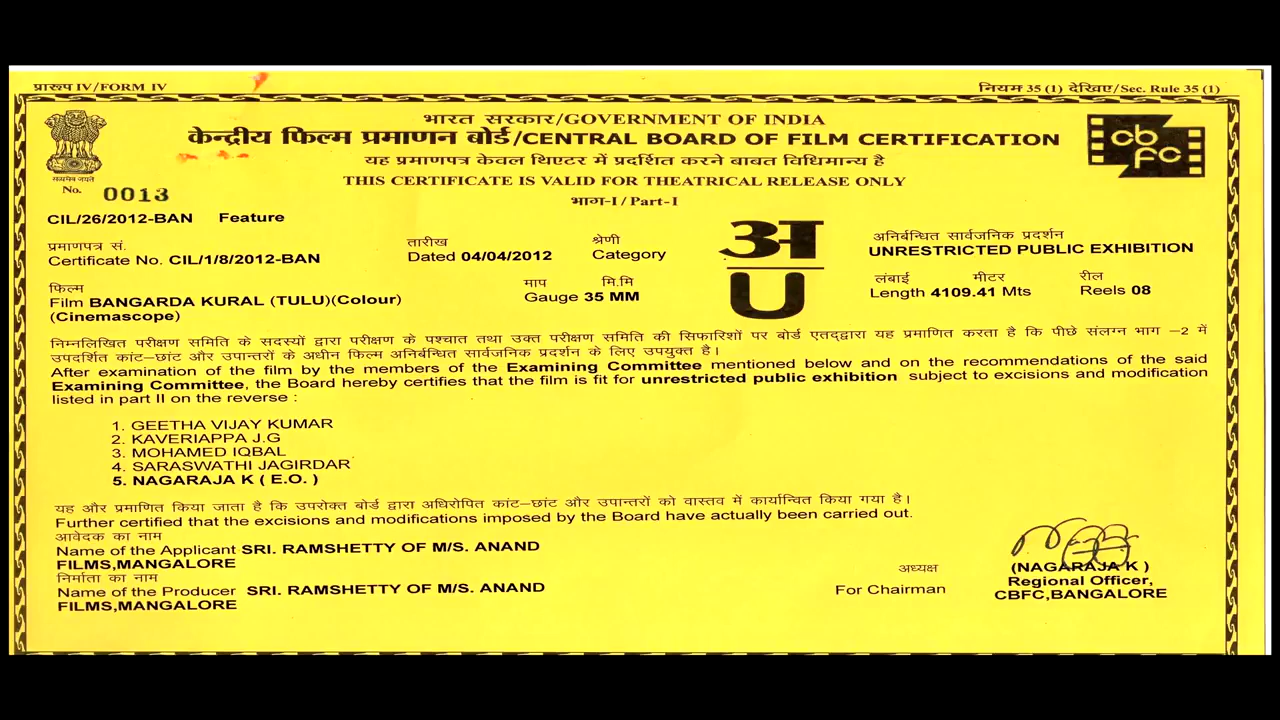 प्रारूप IV/FORM IV
नियम 35 (1) देखिए/Sec. Rule 35 (1)
भारत सरकार/GOVERNMENT OF INDIA
केन्द्रीय फिल्म प्रमाणन बोर्ड/CENTRAL BOARD OF FILM CERTIFICATION
cb
fc
यह प्रमाणपत्र केवल थिएटर में प्रदर्शित करने बाबत विधिमान्य है
सत्यमेव जयते
THIS CERTIFICATE IS VALID FOR THEATRICAL RELEASE ONLY
No. 0013
भाग-I / Part-I
CIL/26/2012-BAN Feature
प्रमाणपत्र सं. तारीख श्रेणी अ अनिर्बन्धित सार्वजनिक प्रदर्शन
Certificate No. CIL/1/8/2012-BAN Dated 04/04/2012 Category UNRESTRICTED PUBLIC EXHIBITION
फिल्म माप मि.मि U लंबाई मीटर रील
Film BANGARDA KURAL (TULU)(Colour) Gauge 35 MM Length 4109.41 Mts Reels 08
(Cinemascope)
निम्नलिखित परीक्षण समिति के सदस्यों द्वारा परीक्षण के पश्चात तथा उक्त परीक्षण समिति की सिफारिशों पर बोर्ड एतद्द्वारा यह प्रमाणित करता है कि पीछे संलग्न भाग -2 में
उपदर्शित कांट-छांट और उपान्तरों के अधीन फिल्म अनिर्बन्धित सार्वजनिक प्रदर्शन के लिए उपयुक्त है।
After examination of the film by the members of the Examining Committee mentioned below and on the recommendations of the said
Examining Committee, the Board hereby certifies that the film is fit for unrestricted public exhibition subject to excisions and modification
listed in part II on the reverse :
1. GEETHA VIJAY KUMAR
2. KAVERIAPPA J.G
3. MOHAMED IQBAL
4. SARASWATHI JAGIRDAR
5. NAGARAJA K ( E.O. )
यह और प्रमाणित किया जाता है कि उपरोक्त बोर्ड द्वारा अधिरोपित कांट-छांट और उपान्तरों को वास्तव में कार्यान्वित किया गया है।
Further certified that the excisions and modifications imposed by the Board have actually been carried out.
आवेदक का नाम
Name of the Applicant SRI. RAMSHETTY OF M/S. ANAND
FILMS,MANGALORE
निर्माता का नाम
Name of the Producer SRI. RAMSHETTY OF M/S. ANAND
FILMS,MANGALORE
अध्यक्ष
For Chairman
(NAGARAJA K )
Regional Officer,
CBFC,BANGALORE